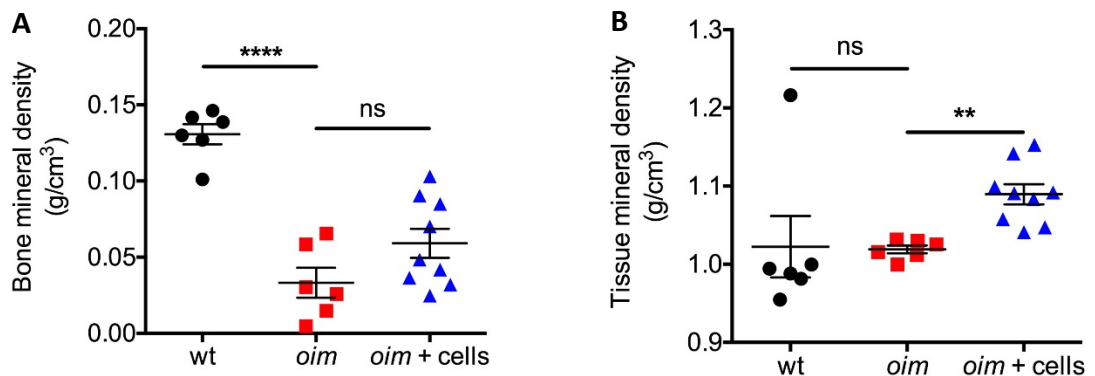 A
Bone mineral density
(g/cm3)
0.20
0.15
0.10
0.05
0.00
****
ns
wt
oim
oim + cells
B
Tissue mineral density
(g/cm3)
1.3
1.2
1.1
1.0
0.9
ns
**
wt
oim
oim + cells